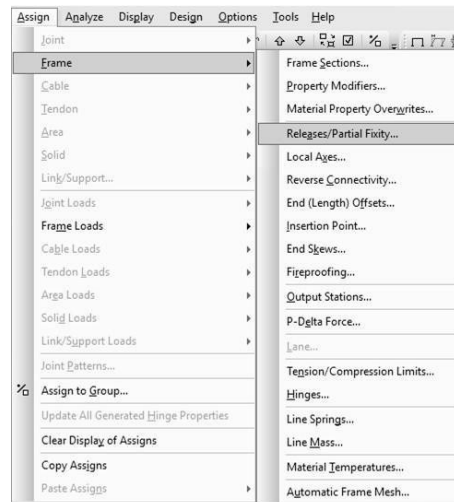 Assign Analyze Display Design Options Tools Help
Joint
Frame
Cable
Tendon
Area
Solid
Link/Support...
Joint Loads
Frame Loads
Cable Loads
Tendon Loads
Area Loads
Solid Loads
Link/Support Loads
Joint Patterns...
Assign to Group...
Update All Generated Hinge Properties
Clear Display of Assigns
Copy Assigns
Paste Assigns
Frame Sections...
Property Modifiers...
Material Property Overwrites...
Releases/Partial Fixity...
Local Axes...
Reverse Connectivity...
End (Length) Offsets...
Insertion Point...
End Skews...
Fireproofing...
Output Stations...
P-Delta Force...
Lane...
Tension/Compression Limits...
Hinges...
Line Springs...
Line Mass...
Material Temperatures...
Automatic Frame Mesh...